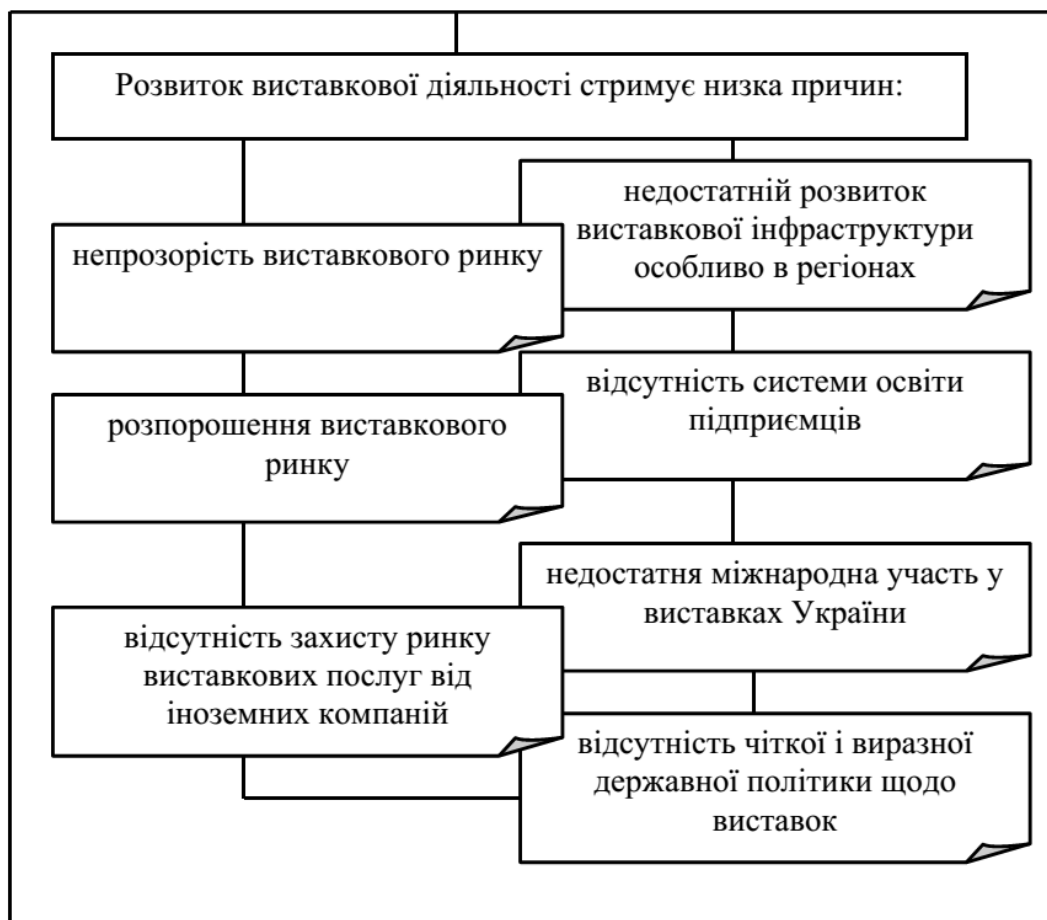 Розвиток виставкової діяльності стримує низка причин:
непрозорість виставкового ринку
розпорошення виставкового
ринку
відсутність захисту ринку
виставкових послуг від
іноземних компаній
недостатній розвиток
виставкової інфраструктури
особливо в регіонах
відсутність системи освіти
підприємців
недостатня міжнародна участь у
виставках України
відсутність чіткої і виразної
державної політики щодо
виставок